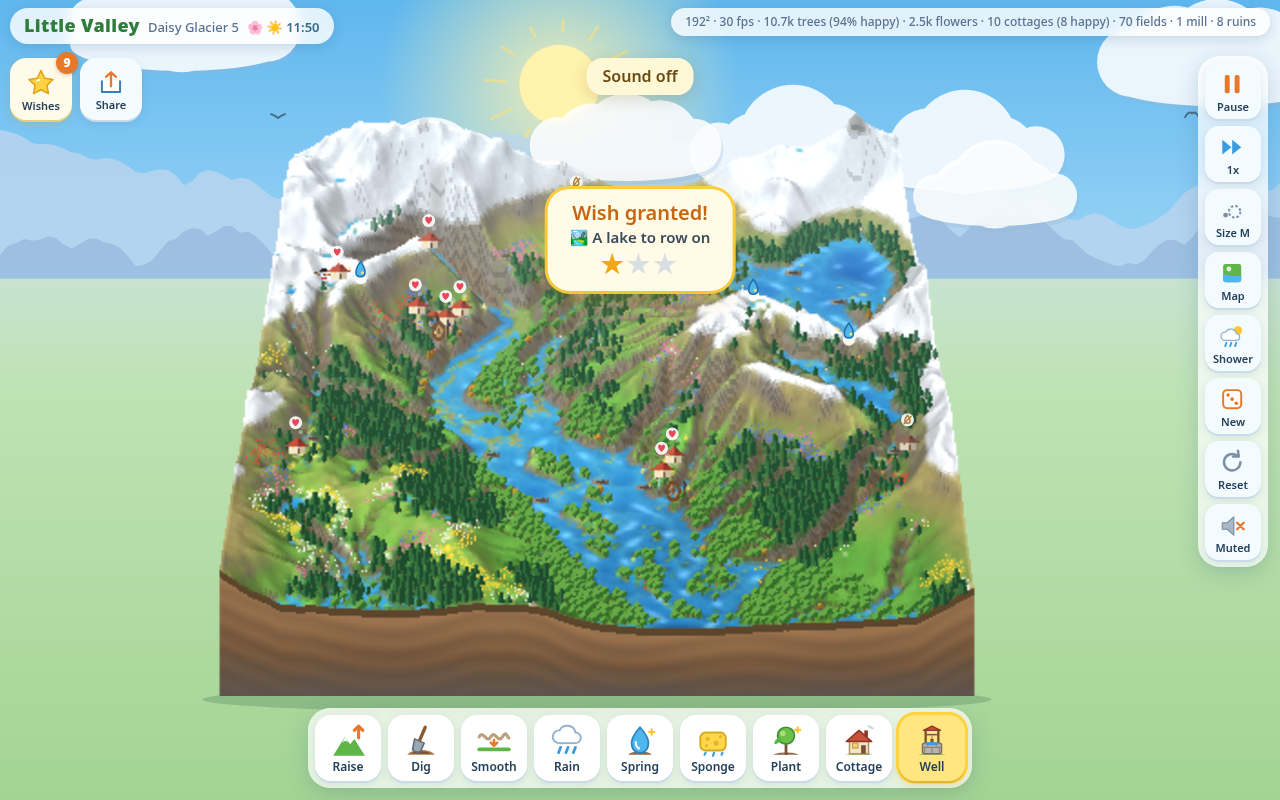 Little Valley Daisy Glacier 5 11:50
192² · 30 fps · 10.7k trees (94% happy) · 2.5k flowers · 10 cottages (8 happy) · 70 fields · 1 mill · 8 ruins
9
Wishes
Share
Sound off
Wish granted!
A lake to row on
Pause
1x
Size M
Map
Shower
New
Reset
Muted
Raise
Dig
Smooth
Rain
Spring
Sponge
Plant
Cottage
Well